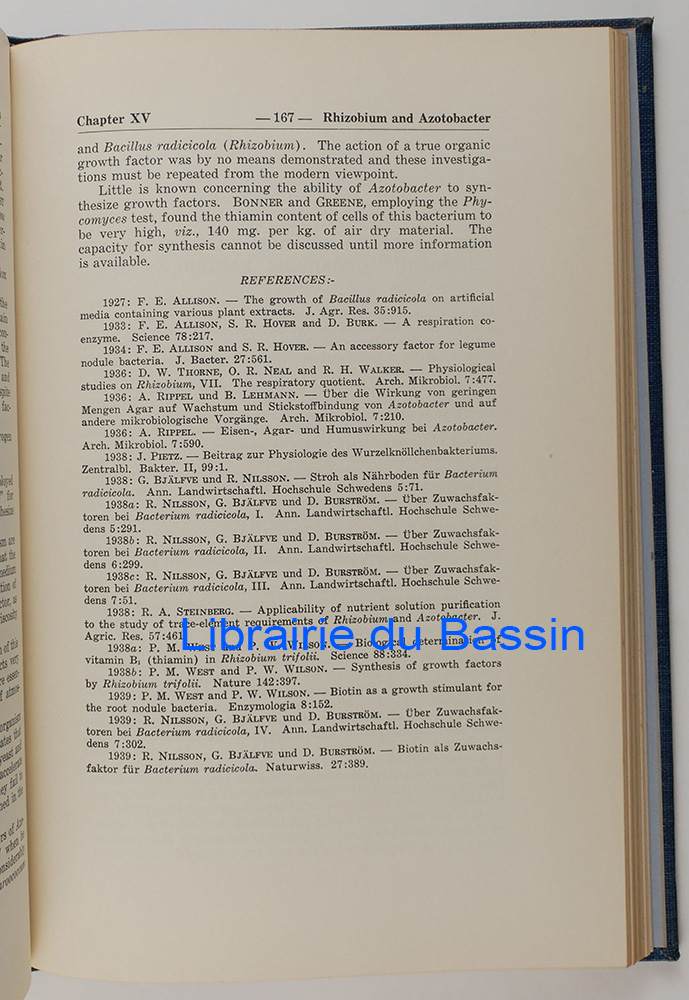 Chapter XV — 167 — Rhizobium and Azotobacter
and Bacillus radicicola (Rhizobium). The action of a true organic
growth factor was by no means demonstrated and these investiga-
tions must be repeated from the modern viewpoint.
Little is known concerning the ability of Azotobacter to syn-
thesize growth factors. BONNER and GREENE, employing the Phy-
comyces test, found the thiamin content of cells of this bacterium to
be very high, viz., 140 mg. per kg. of air dry material. The
capacity for synthesis cannot be discussed until more information
is available.
REFERENCES:-
1927: F. E. ALLISON. — The growth of Bacillus radicicola on artificial
media containing various plant extracts. J. Agr. Res. 35:915.
1933: F. E. ALLISON, S. R. HOVER and D. BURK. — A respiration co-
enzyme. Science 78:217.
1934: F. E. ALLISON and S. R. HOVER. — An accessory factor for legume
nodule bacteria. J. Bacter. 27:561.
1936: D. W. THORNE, O. R. NEAL and R. H. WALKER. — Physiological
studies on Rhizobium, VII. The respiratory quotient. Arch. Mikrobiol. 7:477.
1936: A. RIPPEL und B. LEHMANN. — Über die Wirkung von geringen
Mengen Agar auf Wachstum und Stickstoffbindung von Azotobacter und auf
andere mikrobiologische Vorgänge. Arch. Mikrobiol. 7:210.
1936: A. RIPPEL. — Eisen-, Agar- und Humuswirkung bei Azotobacter.
Arch. Mikrobiol. 7:590.
1938: J. PIETZ. — Beitrag zur Physiologie des Wurzelknöllchenbakteriums.
Zentralbl. Bakter. II, 99:1.
1938: G. BJÄLFVE und R. NILSSON. — Stroh als Nährboden für Bacterium
radicicola. Ann. Landwirtschaftl. Hochschule Schwedens 5:71.
1938a: R. NILSSON, G. BJÄLFVE und D. BURSTRÖM. — Über Zuwachsfak-
toren bei Bacterium radicicola, I. Ann. Landwirtschaftl. Hochschule Schwe-
dens 5:291.
1938b: R. NILSSON, G. BJÄLFVE und D. BURSTRÖM. — Über Zuwachsfak-
toren bei Bacterium radicicola, II. Ann. Landwirtschaftl. Hochschule Schwe-
dens 6:299.
1938c: R. NILSSON, G. BJÄLFVE und D. BURSTRÖM. — Über Zuwachsfak-
toren bei Bacterium radicicola, III. Ann. Landwirtschaftl. Hochschule Schwe-
dens 7:51.
1938: R. A. STEINBERG. — Applicability of nutrient solution purification
to the study of trace-element requirements of Rhizobium and Azotobacter. J.
Agric. Res. 57:461.
Librairie du Bassin
1938a: P. M. WEST and P. W. WILSON. — Biological determination of
vitamin B₁ (thiamin) in Rhizobium trifolii. Science 88:334.
1938b: P. M. WEST and P. W. WILSON. — Synthesis of growth factors
by Rhizobium trifolii. Nature 142:397.
1939: P. M. WEST and P. W. WILSON. — Biotin as a growth stimulant for
the root nodule bacteria. Enzymologia 8:152.
1939: R. NILSSON, G. BJÄLFVE und D. BURSTRÖM. — Über Zuwachsfak-
toren bei Bacterium radicicola, IV. Ann. Landwirtschaftl. Hochschule Schwe-
dens 7:302.
1939: R. NILSSON, G. BJÄLFVE und D. BURSTRÖM. — Biotin als Zuwachs-
faktor für Bacterium radicicola. Naturwiss. 27:389.